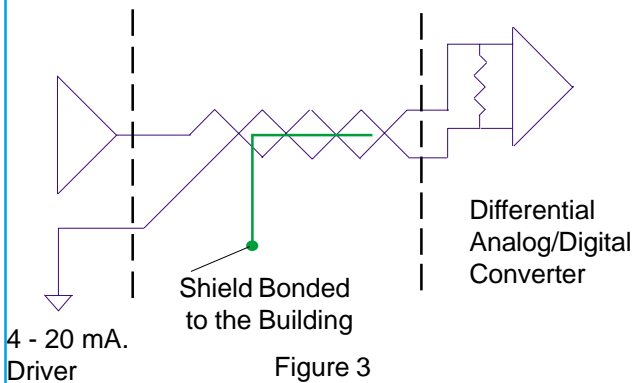 Differential
Analog/Digital
Converter
Shield Bonded
to the Building
4 - 20 mA.
Driver
Figure 3